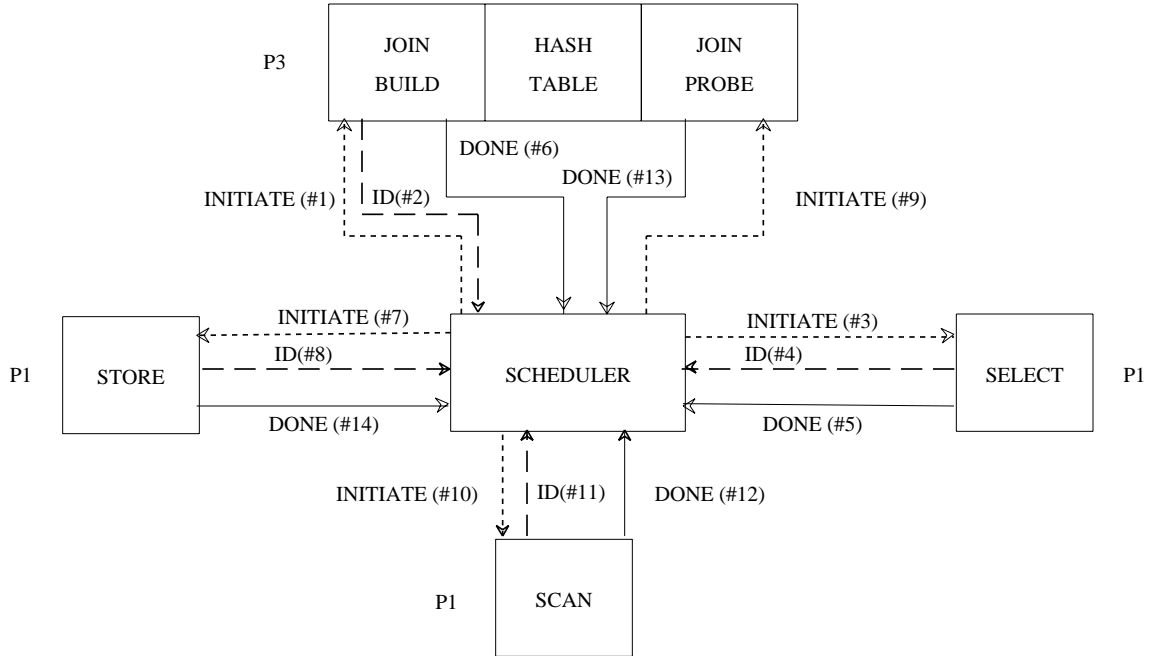 JOIN
BUILD
HASH
TABLE
JOIN
PROBE
P3
DONE (#6)
DONE (#13)
INITIATE (#1)
ID(#2)
INITIATE (#9)
INITIATE (#7)
INITIATE (#3)
ID(#8)
ID(#4)
P1
STORE
SCHEDULER
SELECT
P1
DONE (#14)
DONE (#5)
INITIATE (#10)
ID(#11)
DONE (#12)
P1
SCAN